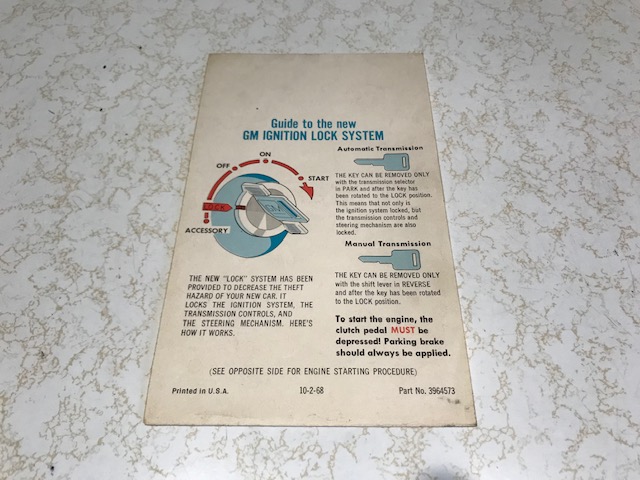 Guide to the new
GM IGNITION LOCK SYSTEM
ON
OFF
START
LOCK
ACCESSORY
THE NEW "LOCK" SYSTEM HAS BEEN
PROVIDED TO DECREASE THE THEFT
HAZARD OF YOUR NEW CAR. IT
LOCKS THE IGNITION SYSTEM, THE
TRANSMISSION CONTROLS, AND
THE STEERING MECHANISM. HERE'S
HOW IT WORKS.
Automatic Transmission
THE KEY CAN BE REMOVED ONLY
with the transmission selector
in PARK and after the key has
been rotated to the LOCK position.
This means that not only is
the ignition system locked, but
the transmission controls and
steering mechanism are also
locked.
Manual Transmission
THE KEY CAN BE REMOVED ONLY
with the shift lever in REVERSE
and after the key has been rotated
to the LOCK position.
To start the engine, the
clutch pedal MUST be
depressed! Parking brake
should always be applied.
(SEE OPPOSITE SIDE FOR ENGINE STARTING PROCEDURE)
Printed in U.S.A. 10-2-68 Part No. 3964573